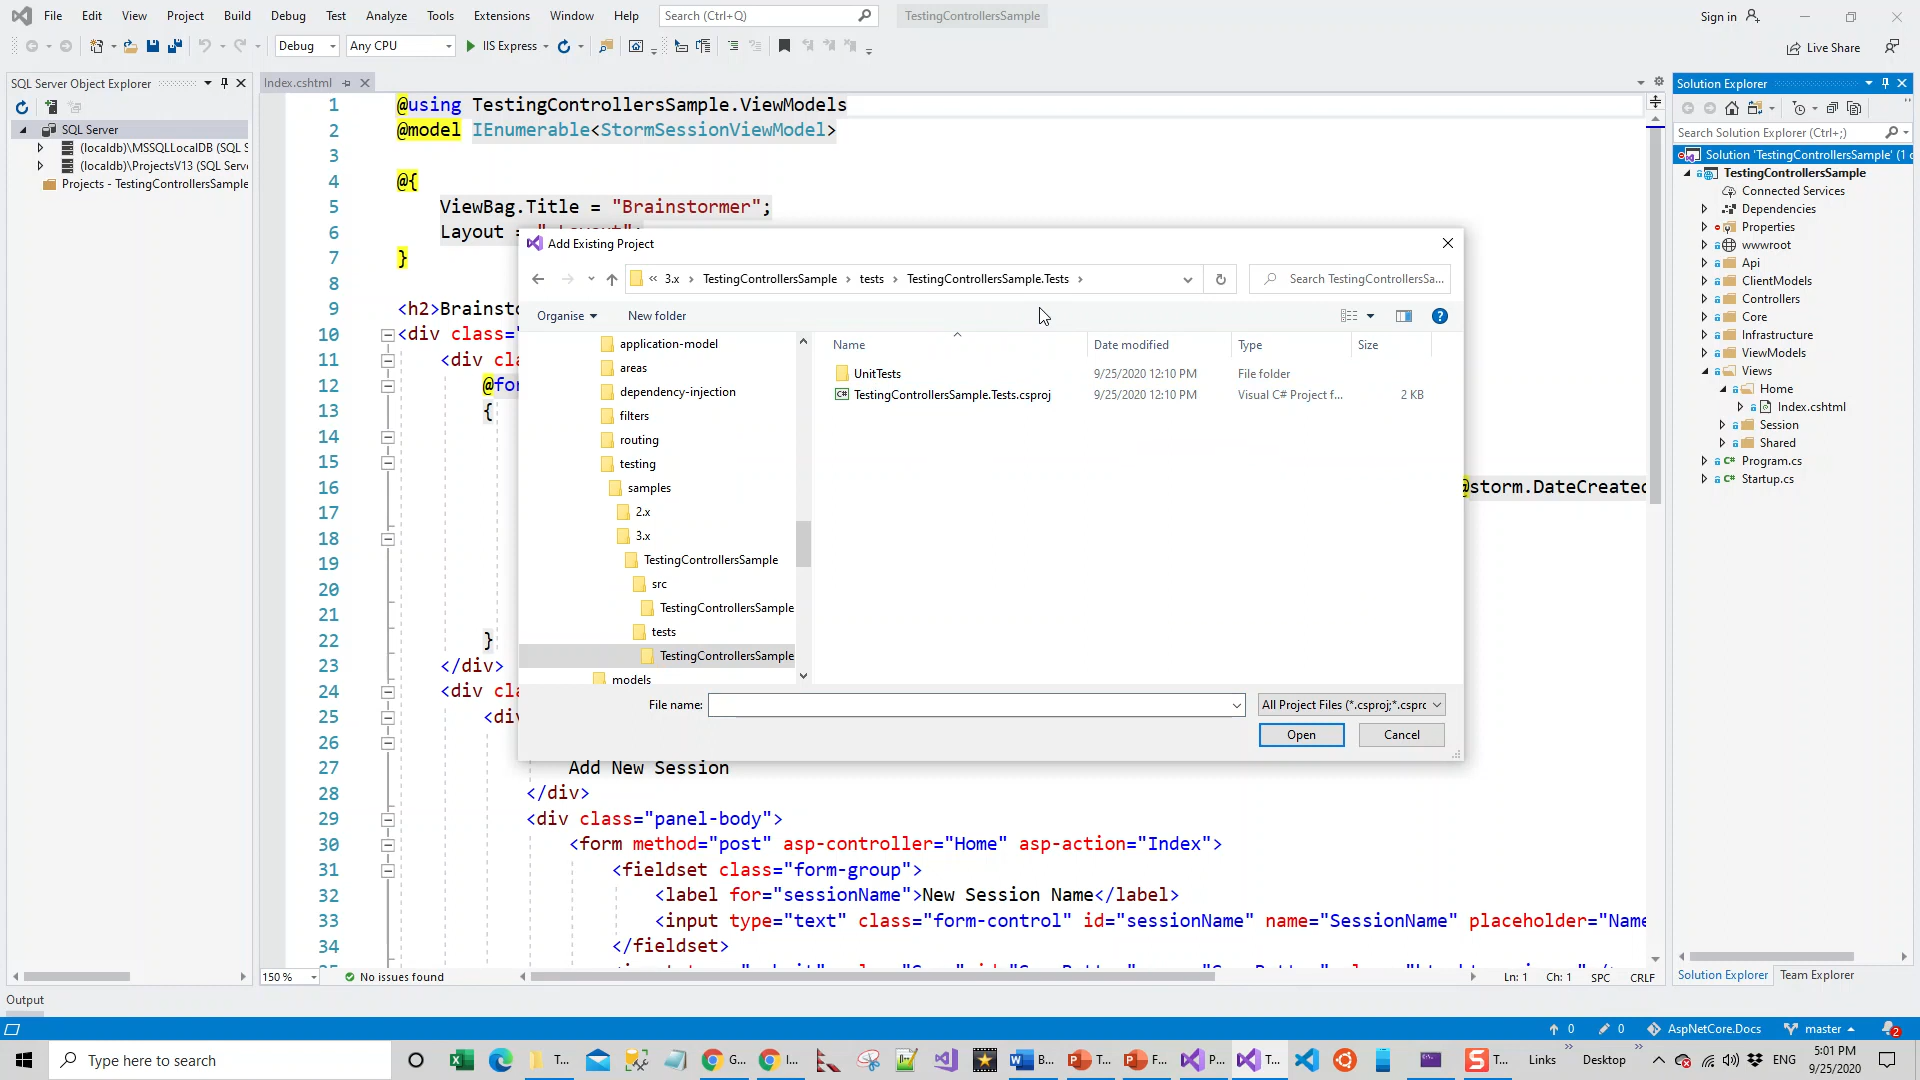 File Edit View Project Build Debug Test Analyze Tools Extensions Window Help Search (Ctrl+Q) TestingControllersSample Sign in
Debug Any CPU IIS Express Live Share
SQL Server Object Explorer
SQL Server
(localdb)\MSSQLLocalDB (SQL S
(localdb)\ProjectsV13 (SQL Serve
Projects - TestingControllersSample
Index.cshtml
1 @using TestingControllersSample.ViewModels
2 @model IEnumerable<StormSessionViewModel>
3
4 @{
5 ViewBag.Title = "Brainstormer";
6 Layout =
7 }
8
9 <h2>Brainsto
10 <div class="
11 <div cla
12 @for
13 {
14
15
16 @storm.DateCreated
17
18
19
20
21
22 }
23 </div>
24 <div cla
25 <div
26
27 Add New Session
28 </div>
29 <div class="panel-body">
30 <form method="post" asp-controller="Home" asp-action="Index">
31 <fieldset class="form-group">
32 <label for="sessionName">New Session Name</label>
33 <input type="text" class="form-control" id="sessionName" name="SessionName" placeholder="Name
34 </fieldset>
Add Existing Project
« 3.x › TestingControllersSample › tests › TestingControllersSample.Tests › Search TestingControllersSa...
Organise New folder
application-model
areas
dependency-injection
filters
routing
testing
samples
2.x
3.x
TestingControllersSample
src
TestingControllersSample
tests
TestingControllersSample
models
Name Date modified Type Size
UnitTests 9/25/2020 12:10 PM File folder
TestingControllersSample.Tests.csproj 9/25/2020 12:10 PM Visual C# Project f... 2 KB
File name: All Project Files (*.csproj;*.cspro
Open Cancel
Solution Explorer
Search Solution Explorer (Ctrl+;)
Solution 'TestingControllersSample' (1 o
TestingControllersSample
Connected Services
Dependencies
Properties
wwwroot
Api
ClientModels
Controllers
Core
Infrastructure
ViewModels
Views
Home
Index.cshtml
Session
Shared
C# Program.cs
C# Startup.cs
150 % No issues found Ln: 1 Ch: 1 SPC CRLF
Solution Explorer Team Explorer
Output
0 0 AspNetCore.Docs master 2
Type here to search T... G... I... B... T... F... P... T... T... Links » Desktop » ENG 5:01 PM
9/25/2020